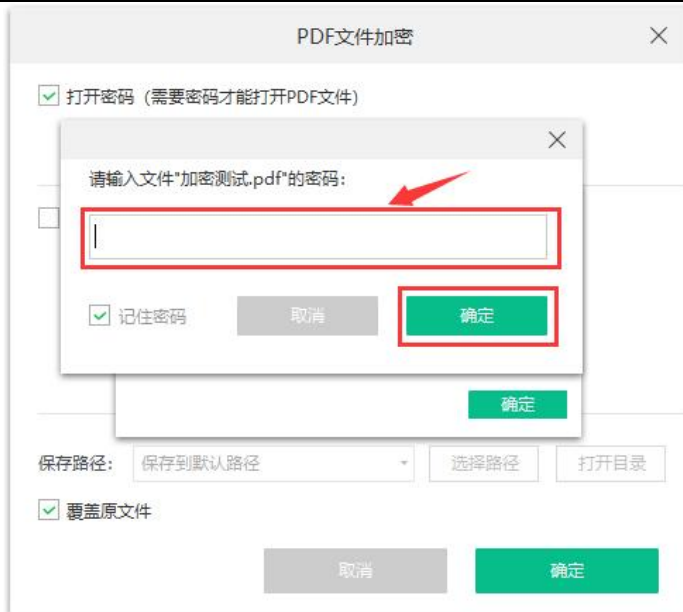 PDF文件加密
打开密码 (需要密码才能打开PDF文件)
请输入文件"加密测试.pdf"的密码:
记住密码
取消
确定
确定
保存路径:
保存到默认路径
选择路径
打开目录
覆盖原文件
取消
确定